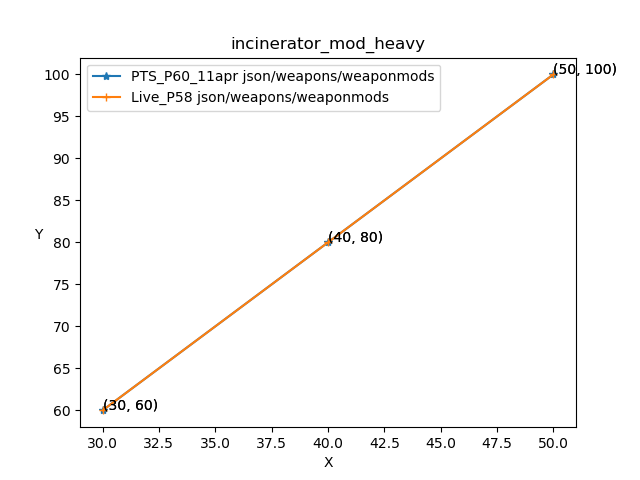 incinerator_mod_heavy
PTS_P60_11apr json/weapons/weaponmods
Live_P58 json/weapons/weaponmods
(50, 100)
(40, 80)
(30, 60)
Y
100
95
90
85
80
75
70
65
60
30.0 32.5 35.0 37.5 40.0 42.5 45.0 47.5 50.0
X